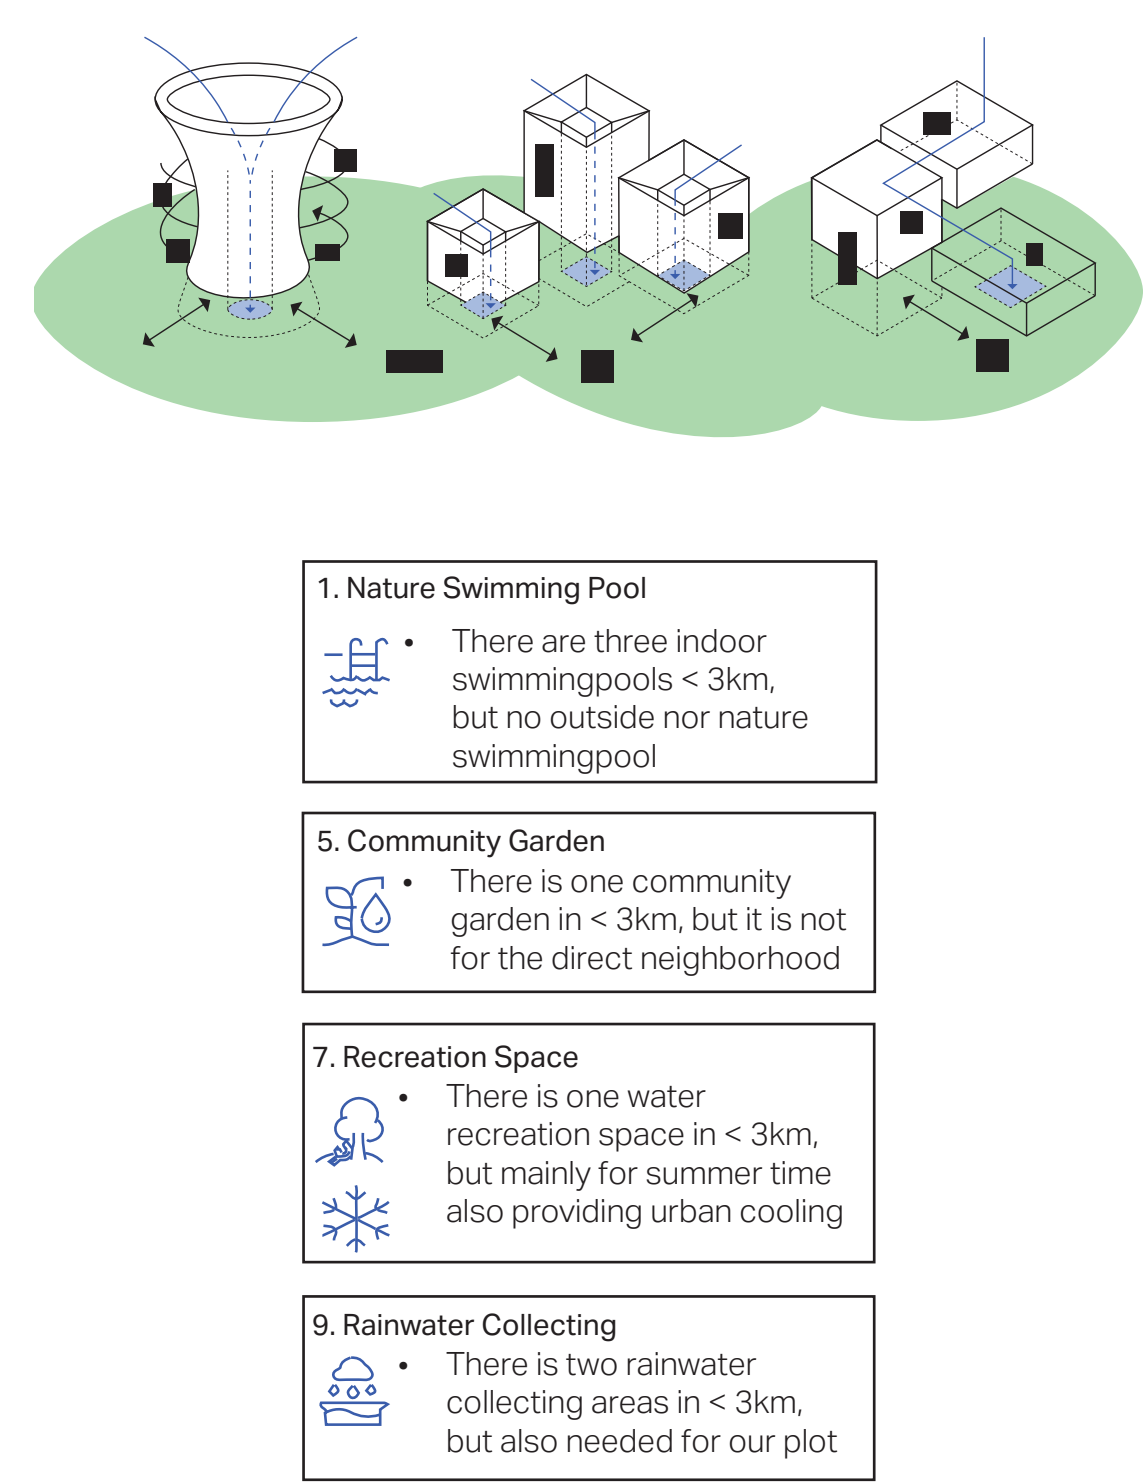 1. Nature Swimming Pool
• There are three indoor
swimmingpools < 3km,
but no outside nor nature
swimmingpool
5. Community Garden
• There is one community
garden in < 3km, but it is not
for the direct neighborhood
7. Recreation Space
• There is one water
recreation space in < 3km,
but mainly for summer time
also providing urban cooling
9. Rainwater Collecting
• There is two rainwater
collecting areas in < 3km,
but also needed for our plot